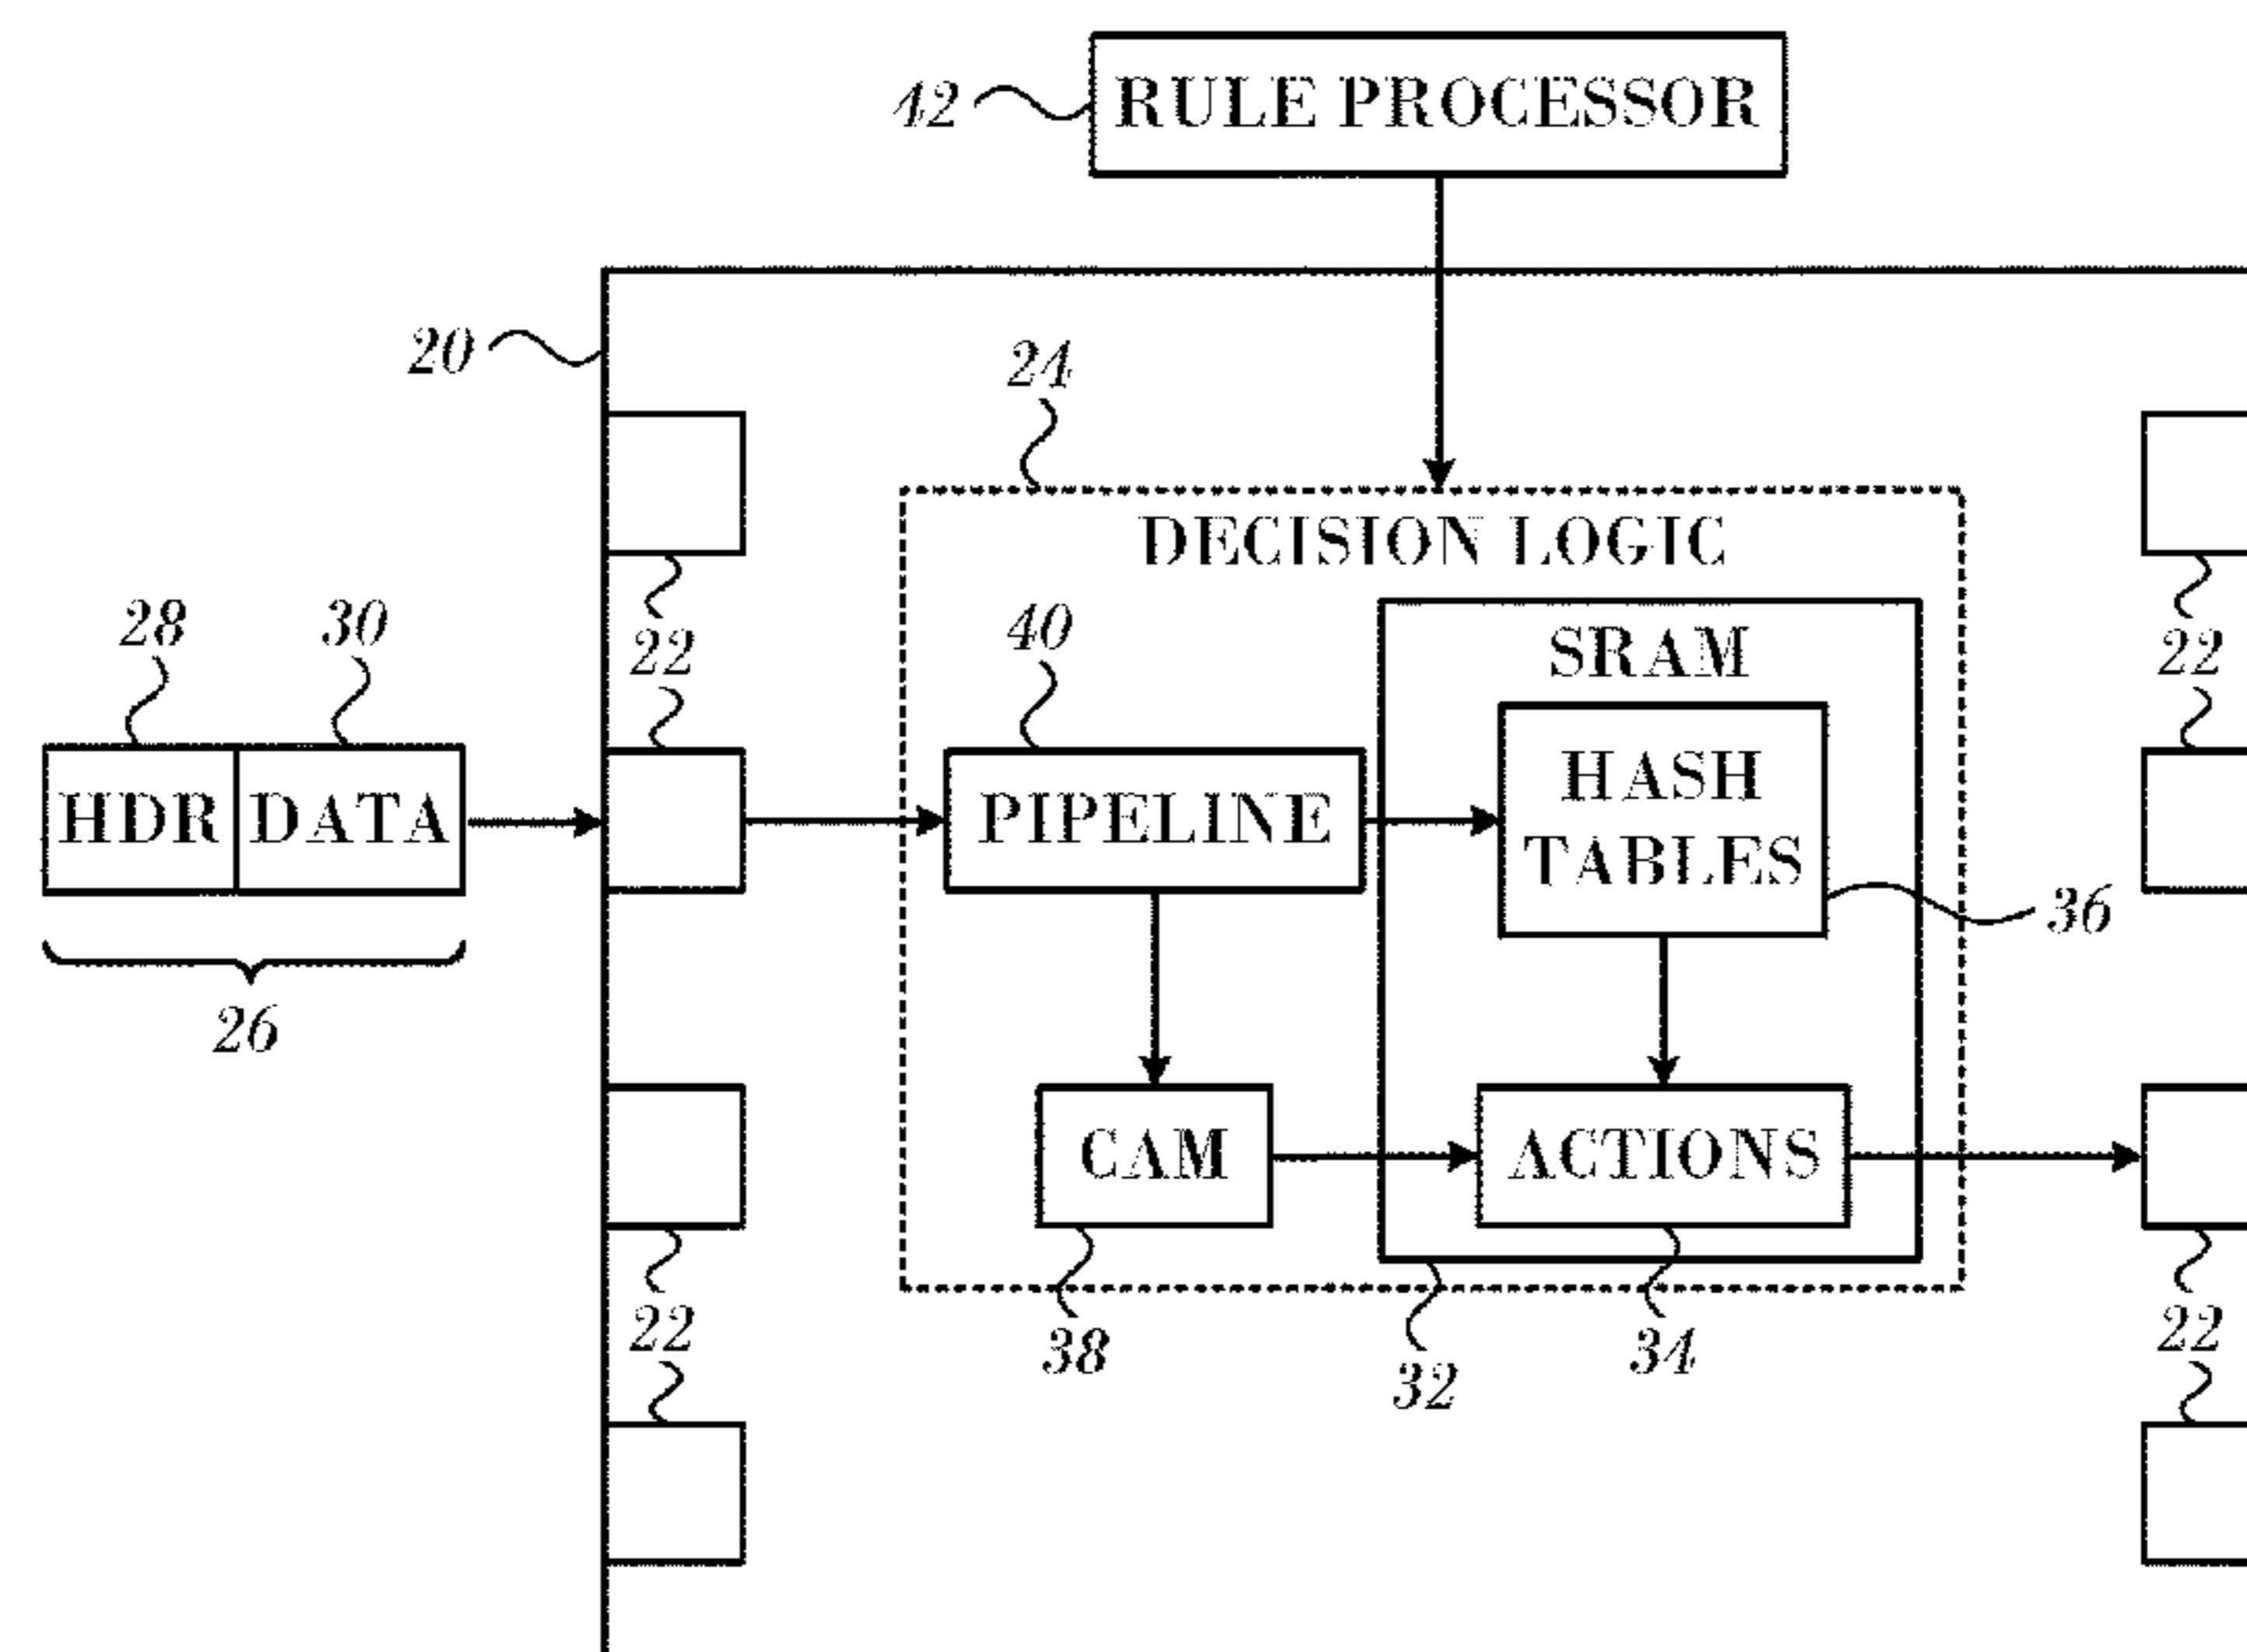 42 RULE PROCESSOR
20
24
DECISION LOGIC
28 30
40
SRAM
22
22
HASH
TABLES
HDR DATA
PIPELINE
36
26
CAM
ACTIONS
22
38
34
22
32